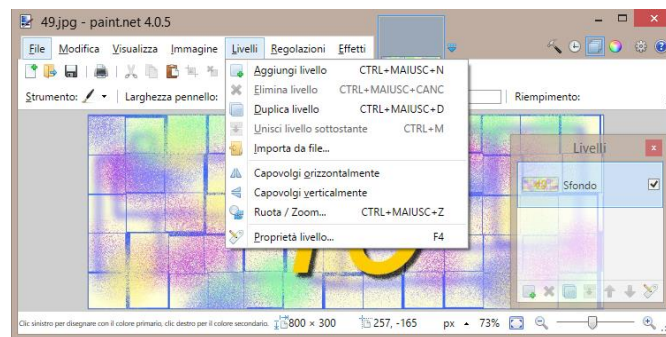 49.jpg - paint.net 4.0.5
File Modifica Visualizza Immagine Livelli Regolazioni Effetti
Strumento: Larghezza pennello: Riempimento:
Aggiungi livello CTRL+MAIUSC+N
Elimina livello CTRL+MAIUSC+CANC
Duplica livello CTRL+MAIUSC+D
Unisci livello sottostante CTRL+M
Importa da file...
Capovolgi orizzontalmente
Capovolgi verticalmente
Ruota / Zoom... CTRL+MAIUSC+Z
Proprietà livello... F4
Livelli
Sfondo
Clic sinistro per disegnare con il colore primario, clic destro per il colore secondario. 800 × 300 257, -165 px 73%